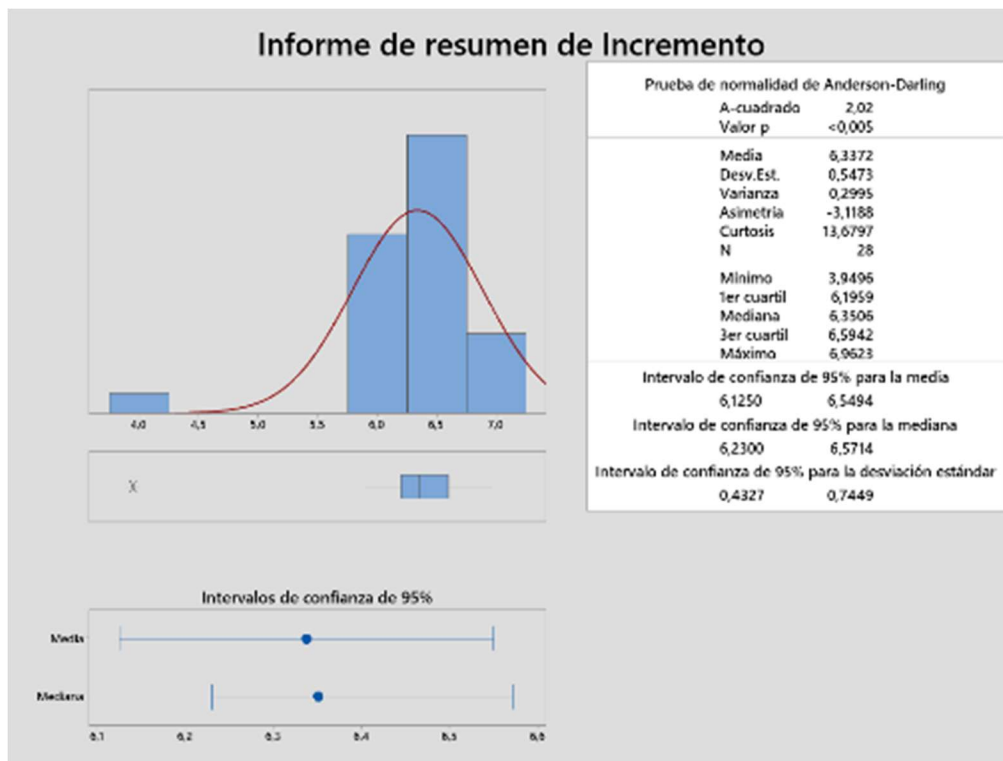 Informe de resumen de Incremento
Prueba de normalidad de Anderson-Darling
A-cuadrado 2,02
Valor p <0,005
Media 6,3372
Desv.Est. 0,5473
Varianza 0,2995
Asimetría -3,1188
Curtosis 13,6797
N 28
Mínimo 3,9496
1er cuartil 6,1959
Mediana 6,3506
3er cuartil 6,5942
Máximo 6,9623
Intervalo de confianza de 95% para la media
6,1250 6,5494
Intervalo de confianza de 95% para la mediana
6,2300 6,5714
Intervalo de confianza de 95% para la desviación estándar
0,4327 0,7449
4,0 4,5 5,0 5,5 6,0 6,5 7,0
Intervalos de confianza de 95%
Media
Mediana
6,1 6,2 6,3 6,4 6,5 6,6